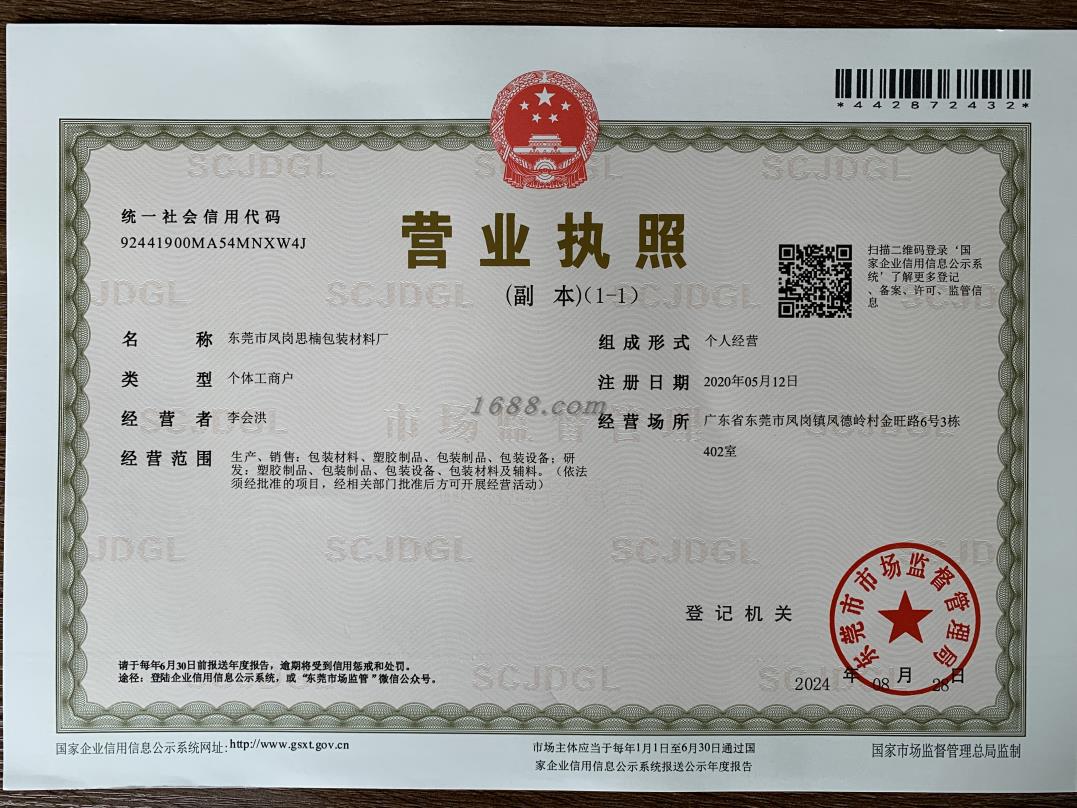 *442872432*
统一社会信用代码
92441900MA54MNXW4J
营业执照
(副 本)(1-1)
扫描二维码登录‘国
家企业信用信息公示系
统’了解更多登记
、备案、许可、监管信
息
名 称 东莞市凤岗思楠包装材料厂
类 型 个体工商户
经营者 李会洪
经营范围 生产、销售：包装材料、塑胶制品、包装制品、包装设备；研
发：塑胶制品、包装制品、包装设备、包装材料及辅料。（依法
须经批准的项目，经相关部门批准后方可开展经营活动）
组成形式 个人经营
注册日期 2020年05月12日
经营场所 广东省东莞市凤岗镇凤德岭村金旺路6号3栋
402室
1688.com
SCJDGL
市场监督管理
登记机关
东莞市市场监督管理局
2024 年 08 月 28 日
请于每年6月30日前报送年度报告，逾期将受到信用惩戒和处罚。
途径：登陆企业信用信息公示系统，或“东莞市场监管”微信公众号。
国家企业信用信息公示系统网址：http://www.gsxt.gov.cn
市场主体应当于每年1月1日至6月30日通过国
家企业信用信息公示系统报送公示年度报告
国家市场监督管理总局监制